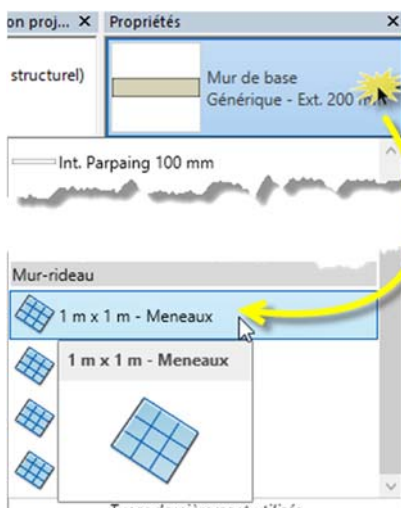 on proj... X Propriétés X
structurel)
Mur de base
Générique - Ext. 200 mm
Int. Parpaing 100 mm
Mur-rideau
1 m x 1 m - Meneaux
1 m x 1 m - Meneaux